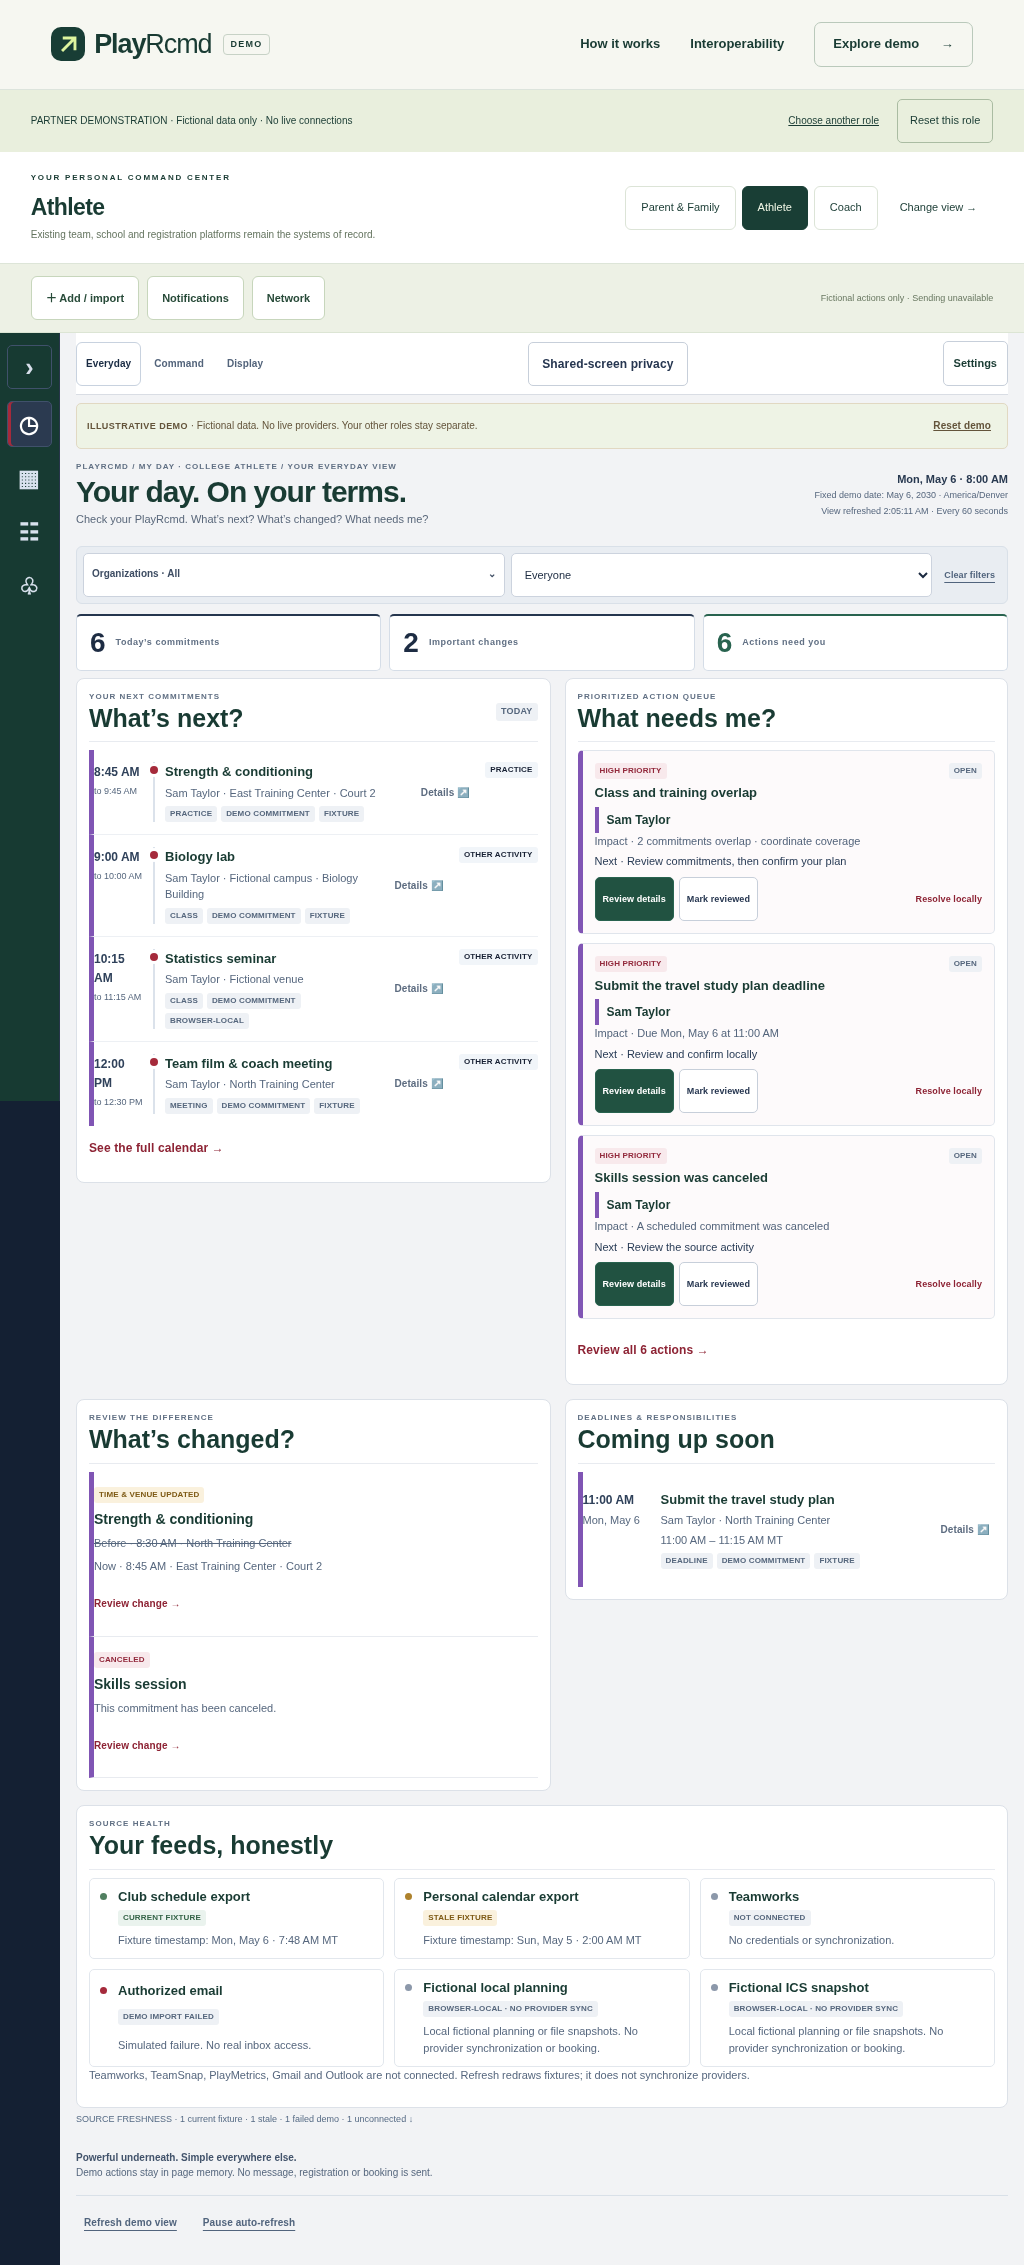 PlayRcmd DEMO
How it works
Interoperability
Explore demo →
PARTNER DEMONSTRATION · Fictional data only · No live connections
Choose another role
Reset this role
YOUR PERSONAL COMMAND CENTER
Athlete
Existing team, school and registration platforms remain the systems of record.
Parent & Family
Athlete
Coach
Change view →
+ Add / import
Notifications
Network
Fictional actions only · Sending unavailable
Everyday
Command
Display
Shared-screen privacy
Settings
ILLUSTRATIVE DEMO · Fictional data. No live providers. Your other roles stay separate.
Reset demo
PLAYRCMD / MY DAY · COLLEGE ATHLETE / YOUR EVERYDAY VIEW
Your day. On your terms.
Check your PlayRcmd. What’s next? What’s changed? What needs me?
Mon, May 6 · 8:00 AM
Fixed demo date: May 6, 2030 · America/Denver
View refreshed 2:05:11 AM · Every 60 seconds
Organizations · All
Everyone
Clear filters
6 Today’s commitments
2 Important changes
6 Actions need you
YOUR NEXT COMMITMENTS
What’s next?
TODAY
8:45 AM
to 9:45 AM
Strength & conditioning
Sam Taylor · East Training Center · Court 2
PRACTICE DEMO COMMITMENT FIXTURE
PRACTICE
Details ↗
9:00 AM
to 10:00 AM
Biology lab
Sam Taylor · Fictional campus · Biology
Building
CLASS DEMO COMMITMENT FIXTURE
OTHER ACTIVITY
Details ↗
10:15
AM
to 11:15 AM
Statistics seminar
Sam Taylor · Fictional venue
CLASS DEMO COMMITMENT
BROWSER-LOCAL
OTHER ACTIVITY
Details ↗
12:00
PM
to 12:30 PM
Team film & coach meeting
Sam Taylor · North Training Center
MEETING DEMO COMMITMENT FIXTURE
OTHER ACTIVITY
Details ↗
See the full calendar →
PRIORITIZED ACTION QUEUE
What needs me?
HIGH PRIORITY
OPEN
Class and training overlap
Sam Taylor
Impact · 2 commitments overlap · coordinate coverage
Next · Review commitments, then confirm your plan
Review details
Mark reviewed
Resolve locally
HIGH PRIORITY
OPEN
Submit the travel study plan deadline
Sam Taylor
Impact · Due Mon, May 6 at 11:00 AM
Next · Review and confirm locally
Review details
Mark reviewed
Resolve locally
HIGH PRIORITY
OPEN
Skills session was canceled
Sam Taylor
Impact · A scheduled commitment was canceled
Next · Review the source activity
Review details
Mark reviewed
Resolve locally
Review all 6 actions →
REVIEW THE DIFFERENCE
What’s changed?
TIME & VENUE UPDATED
Strength & conditioning
Before · 8:30 AM · North Training Center
Now · 8:45 AM · East Training Center · Court 2
Review change →
CANCELED
Skills session
This commitment has been canceled.
Review change →
DEADLINES & RESPONSIBILITIES
Coming up soon
11:00 AM
Mon, May 6
Submit the travel study plan
Sam Taylor · North Training Center
11:00 AM – 11:15 AM MT
DEADLINE DEMO COMMITMENT FIXTURE
Details ↗
SOURCE HEALTH
Your feeds, honestly
Club schedule export
CURRENT FIXTURE
Fixture timestamp: Mon, May 6 · 7:48 AM MT
Personal calendar export
STALE FIXTURE
Fixture timestamp: Sun, May 5 · 2:00 AM MT
Teamworks
NOT CONNECTED
No credentials or synchronization.
Authorized email
DEMO IMPORT FAILED
Simulated failure. No real inbox access.
Fictional local planning
BROWSER-LOCAL · NO PROVIDER SYNC
Local fictional planning or file snapshots. No
provider synchronization or booking.
Fictional ICS snapshot
BROWSER-LOCAL · NO PROVIDER SYNC
Local fictional planning or file snapshots. No
provider synchronization or booking.
Teamworks, TeamSnap, PlayMetrics, Gmail and Outlook are not connected. Refresh redraws fixtures; it does not synchronize providers.
SOURCE FRESHNESS · 1 current fixture · 1 stale · 1 failed demo · 1 unconnected ↓
Powerful underneath. Simple everywhere else.
Demo actions stay in page memory. No message, registration or booking is sent.
Refresh demo view
Pause auto-refresh